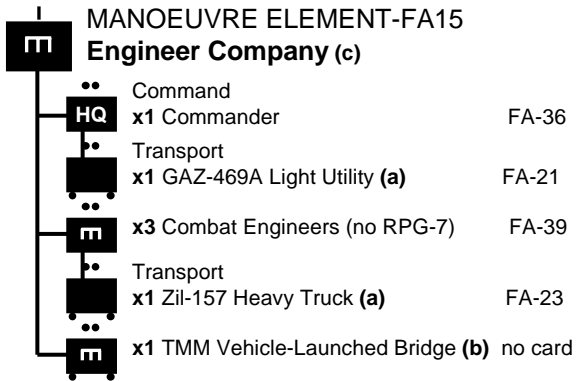 MANOEUVRE ELEMENT-FA15
Engineer Company (c)
Command
HQ x1 Commander FA-36
Transport
x1 GAZ-469A Light Utility (a) FA-21
x3 Combat Engineers (no RPG-7) FA-39
Transport
x1 Zil-157 Heavy Truck (a) FA-23
x1 TMM Vehicle-Launched Bridge (b) no card